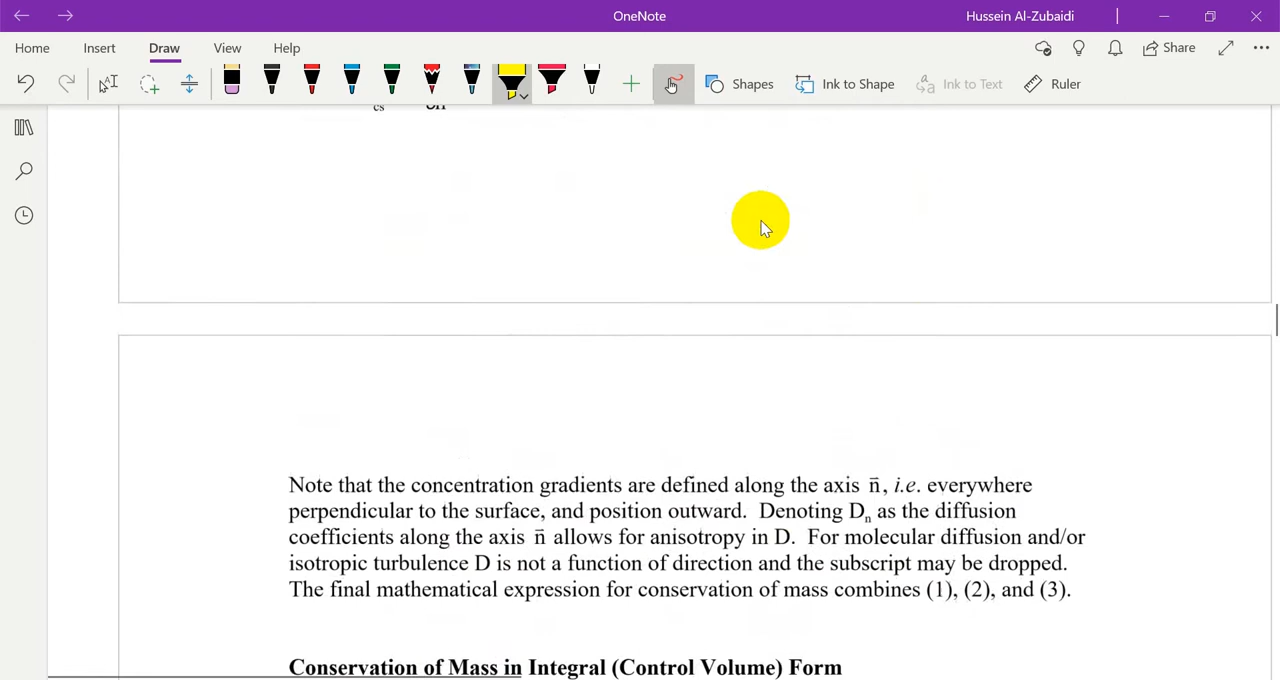 OneNote
Hussein Al-Zubaidi
Home Insert Draw View Help
Share
Shapes Ink to Shape Ink to Text Ruler
cs
Note that the concentration gradients are defined along the axis n̄, i.e. everywhere
perpendicular to the surface, and position outward. Denoting Dn as the diffusion
coefficients along the axis n̄ allows for anisotropy in D. For molecular diffusion and/or
isotropic turbulence D is not a function of direction and the subscript may be dropped.
The final mathematical expression for conservation of mass combines (1), (2), and (3).
Conservation of Mass in Integral (Control Volume) Form